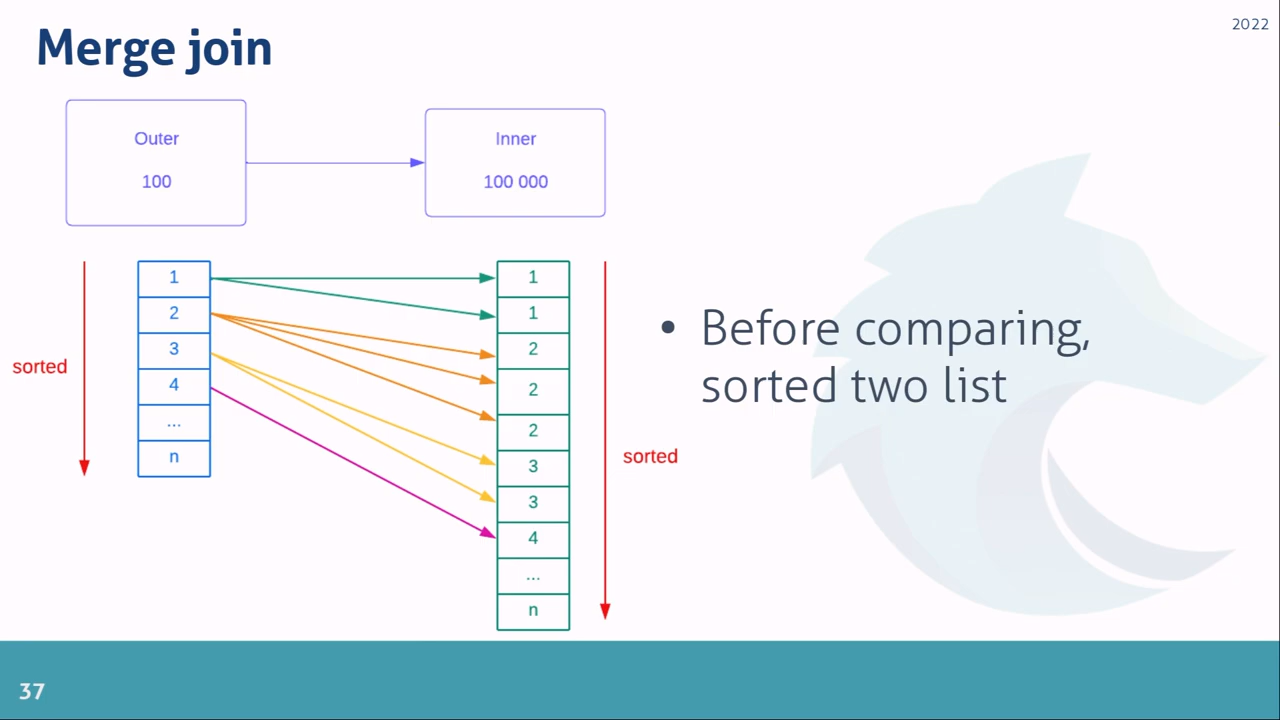 Merge join
2022
Outer
100
Inner
100 000
sorted
1
2
3
4
...
n
1
1
2
2
2
3
3
4
...
n
sorted
• Before comparing,
sorted two list
37